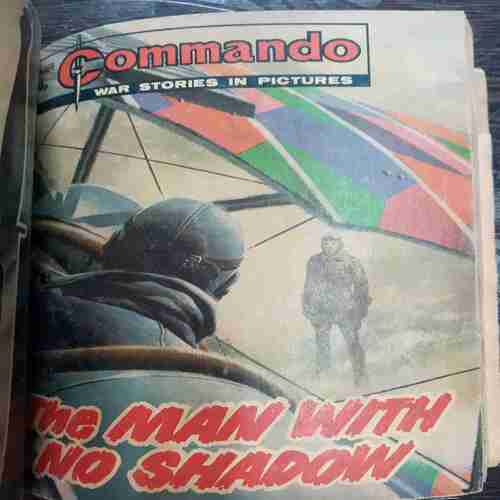 Commando
WAR STORIES IN PICTURES
The MAN WITH
NO SHADOW